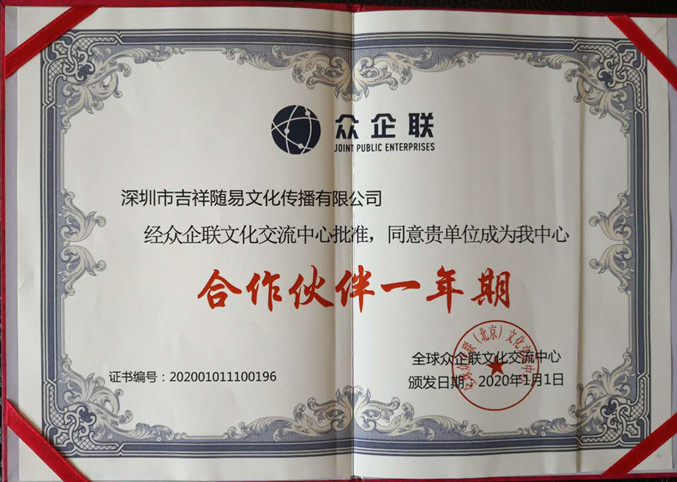 众企联
JOINT PUBLIC ENTERPRISES
深圳市吉祥随易文化传播有限公司
经众企联文化交流中心批准，同意贵单位成为我中心
合作伙伴一年期
全球众企联文化交流中心
证书编号：202001011100196
颁发日期：2020年1月1日